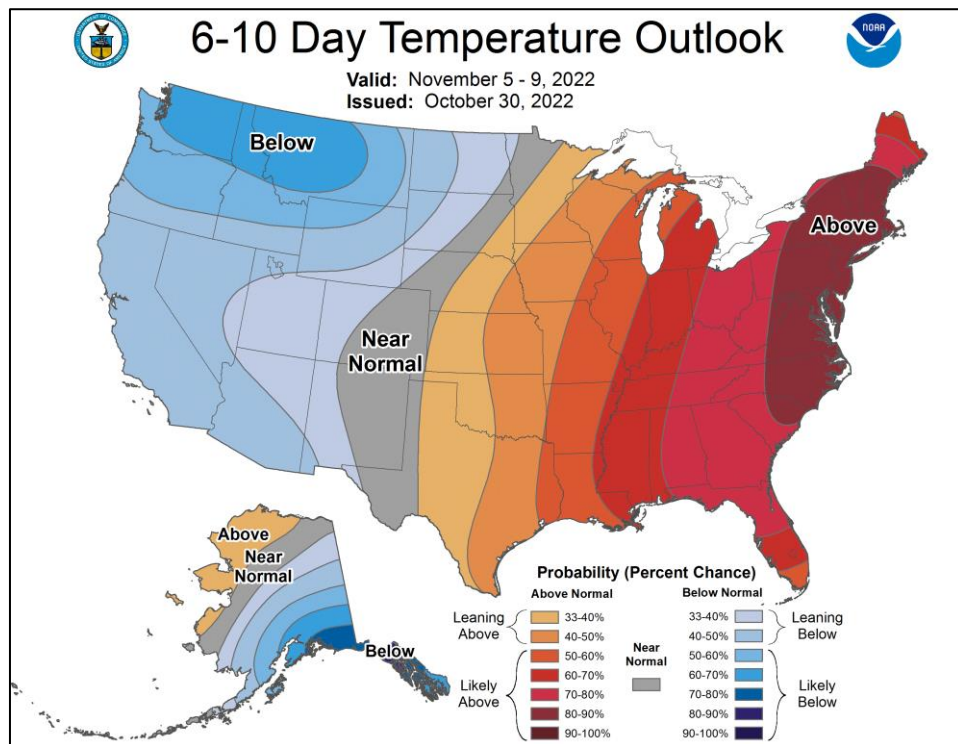 6-10 Day Temperature Outlook
Valid: November 5 - 9, 2022
Issued: October 30, 2022
NOAA
Below
Above
Near
Normal
Above
Near
Normal
Below
Probability (Percent Chance)
Above Normal
Below Normal
Leaning
Above
33-40%
40-50%
Likely
Above
50-60%
60-70%
70-80%
80-90%
90-100%
Near
Normal
33-40%
40-50%
Leaning
Below
50-60%
60-70%
70-80%
80-90%
90-100%
Likely
Below